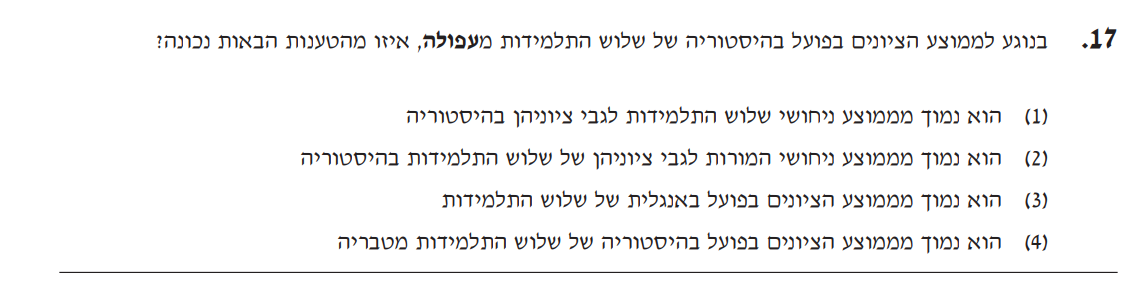 17. בנוגע לממוצע הציונים בפועל בהיסטוריה של שלוש התלמידות מעפולה, איזו מהטענות הבאות נכונה?
(1) הוא נמוך מממוצע ניחושי שלוש התלמידות לגבי ציוניהן בהיסטוריה
(2) הוא נמוך מממוצע ניחושי המורות לגבי ציוניהן של שלוש התלמידות בהיסטוריה
(3) הוא נמוך מממוצע הציונים בפועל באנגלית של שלוש התלמידות
(4) הוא נמוך מממוצע הציונים בפועל בהיסטוריה של שלוש התלמידות מטבריה